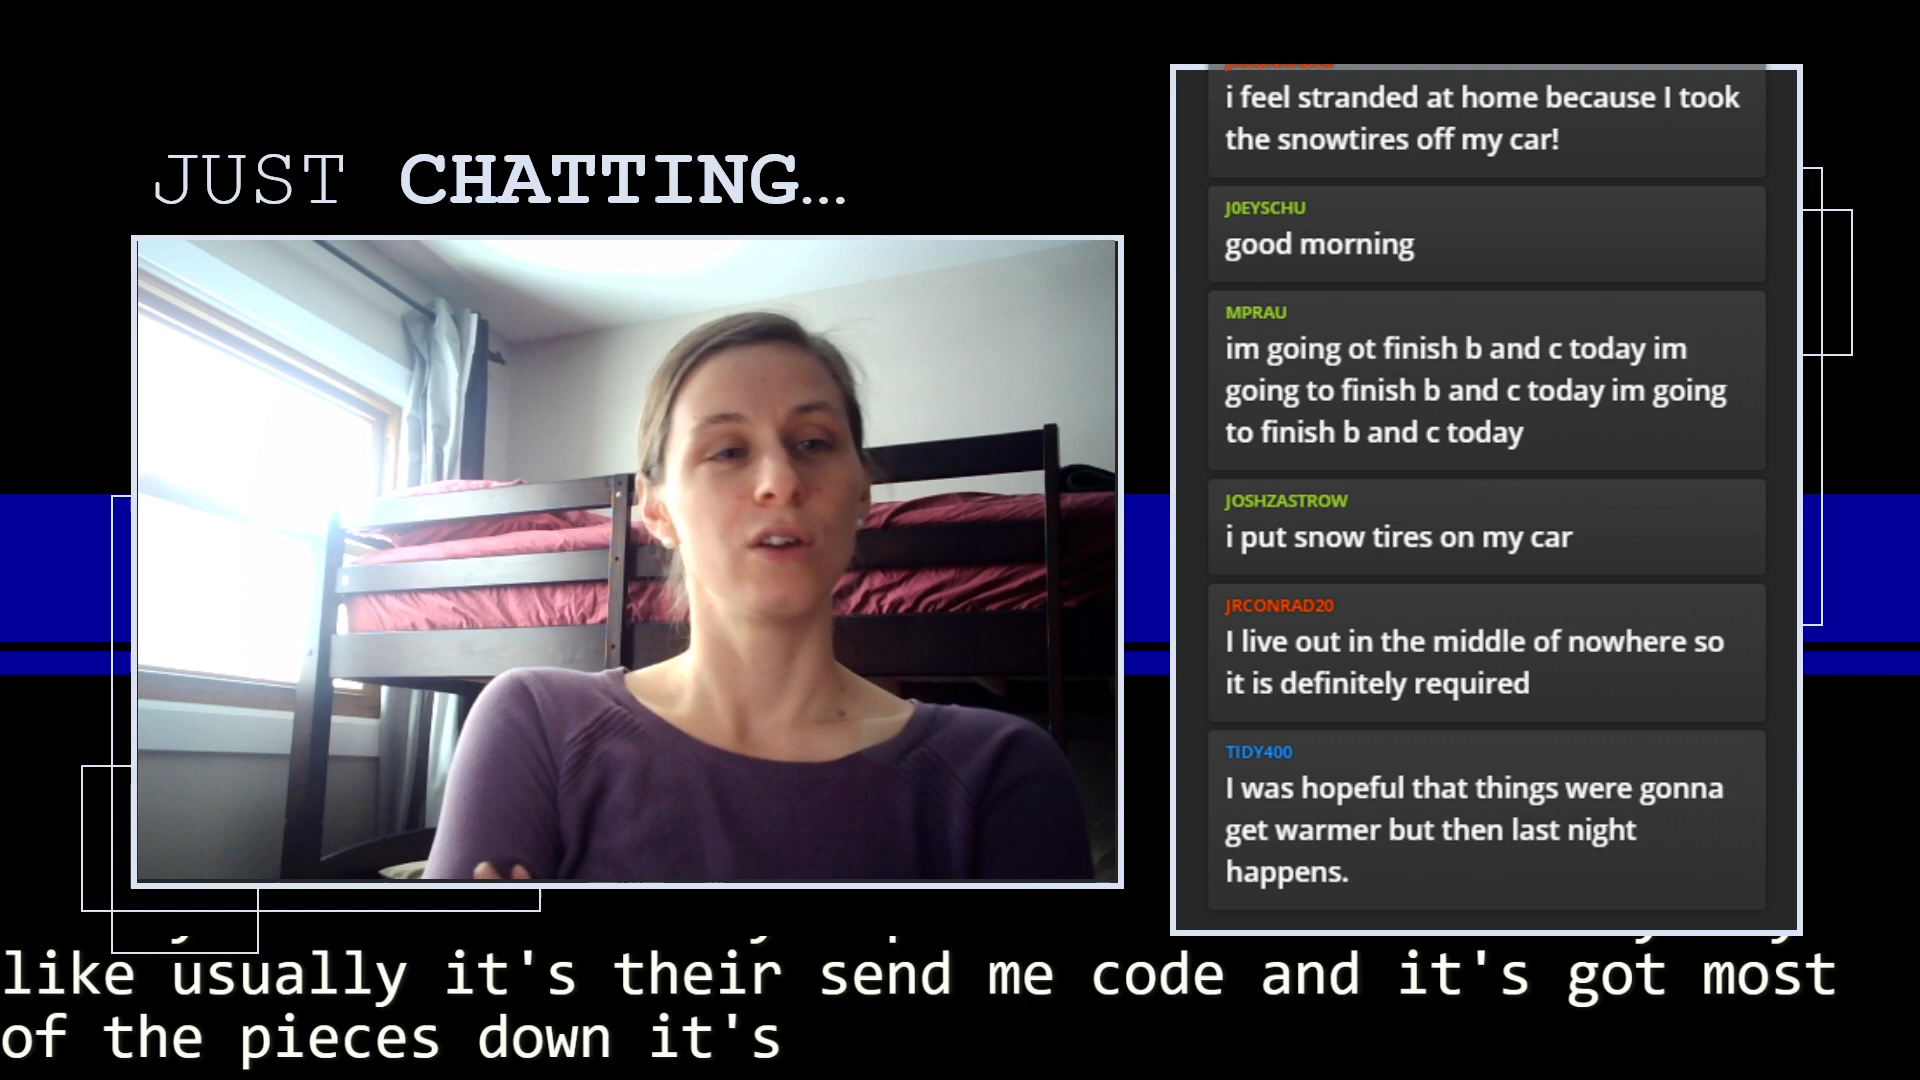 JUST CHATTING...
i feel stranded at home because I took
the snowtires off my car!
J0EYSCHU
good morning
MPRAU
im going ot finish b and c today im
going to finish b and c today im going
to finish b and c today
JOSHZASTROW
i put snow tires on my car
JRCONRAD20
I live out in the middle of nowhere so
it is definitely required
TIDY400
I was hopeful that things were gonna
get warmer but then last night
happens.
like usually it's their send me code and it's got most
of the pieces down it's